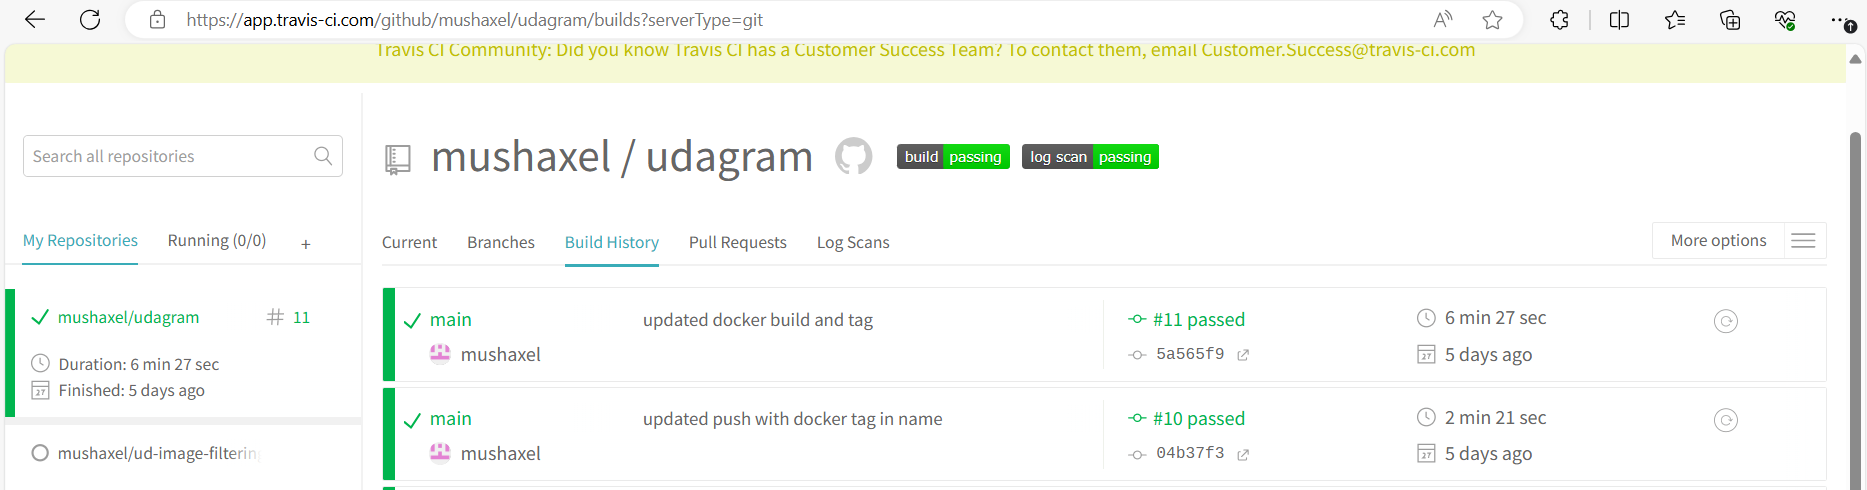 https://app.travis-ci.com/github/mushaxel/udagram/builds?serverType=git
Travis CI Community: Did you know Travis CI has a Customer Success Team? To contact them, email Customer.Success@travis-ci.com
Search all repositories
My Repositories
Running (0/0)
+
mushaxel/udagram # 11
Duration: 6 min 27 sec
Finished: 5 days ago
mushaxel/ud-image-filtering
mushaxel / udagram
build passing
log scan passing
Current
Branches
Build History
Pull Requests
Log Scans
More options
main
updated docker build and tag
#11 passed
6 min 27 sec
mushaxel
5a565f9
27
5 days ago
main
updated push with docker tag in name
#10 passed
2 min 21 sec
mushaxel
04b37f3
27
5 days ago